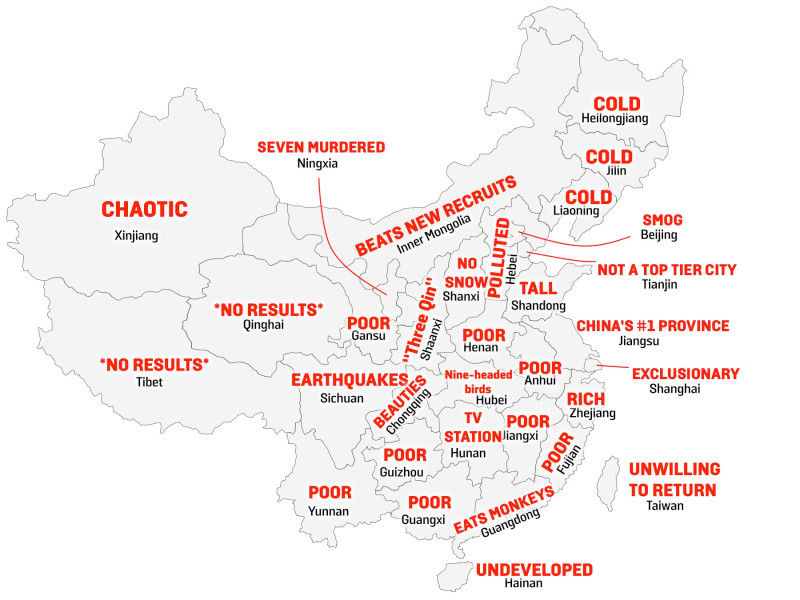 COLD
Heilongjiang
COLD
Jilin
COLD
Liaoning
SEVEN MURDERED
Ningxia
BEATS NEW RECRUITS
Inner Mongolia
CHAOTIC
Xinjiang
SMOG
Beijing
POLLUTED
Hebei
NOT A TOP TIER CITY
Tianjin
NO
SNOW
Shanxi
TALL
Shandong
"Three Qin"
Shaanxi
*NO RESULTS*
Qinghai
POOR
Gansu
CHINA'S #1 PROVINCE
Jiangsu
POOR
Henan
*NO RESULTS*
Tibet
EARTHQUAKES
Sichuan
BEAUTIES
Chongqing
Nine-headed
birds
Hubei
POOR
Anhui
EXCLUSIONARY
Shanghai
RICH
Zhejiang
TV
STATION
Hunan
POOR
Jiangxi
POOR
Fujian
POOR
Guizhou
UNWILLING
TO RETURN
Taiwan
POOR
Yunnan
POOR
Guangxi
EATS MONKEYS
Guangdong
UNDEVELOPED
Hainan